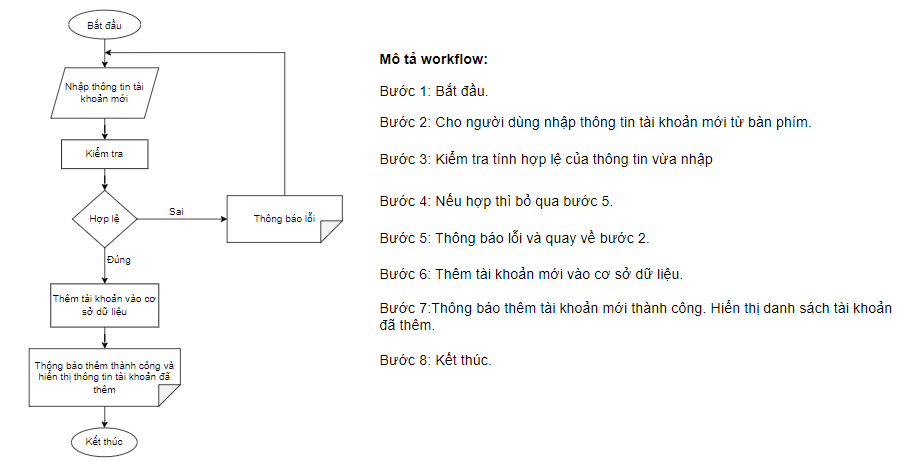 Bắt đầu
Nhập thông tin tài
khoản mới
Kiểm tra
Hợp lệ
Sai
Thông báo lỗi
Đúng
Thêm tài khoản vào cơ
sở dữ liệu
Thông báo thêm thành công và
hiển thị thông tin tài khoản đã
thêm
Kết thúc
Mô tả workflow:
Bước 1: Bắt đầu.
Bước 2: Cho người dùng nhập thông tin tài khoản mới từ bàn phím.
Bước 3: Kiểm tra tính hợp lệ của thông tin vừa nhập
Bước 4: Nếu hợp thì bỏ qua bước 5.
Bước 5: Thông báo lỗi và quay về bước 2.
Bước 6: Thêm tài khoản mới vào cơ sở dữ liệu.
Bước 7:Thông báo thêm tài khoản mới thành công. Hiển thị danh sách tài khoản
đã thêm.
Bước 8: Kết thúc.